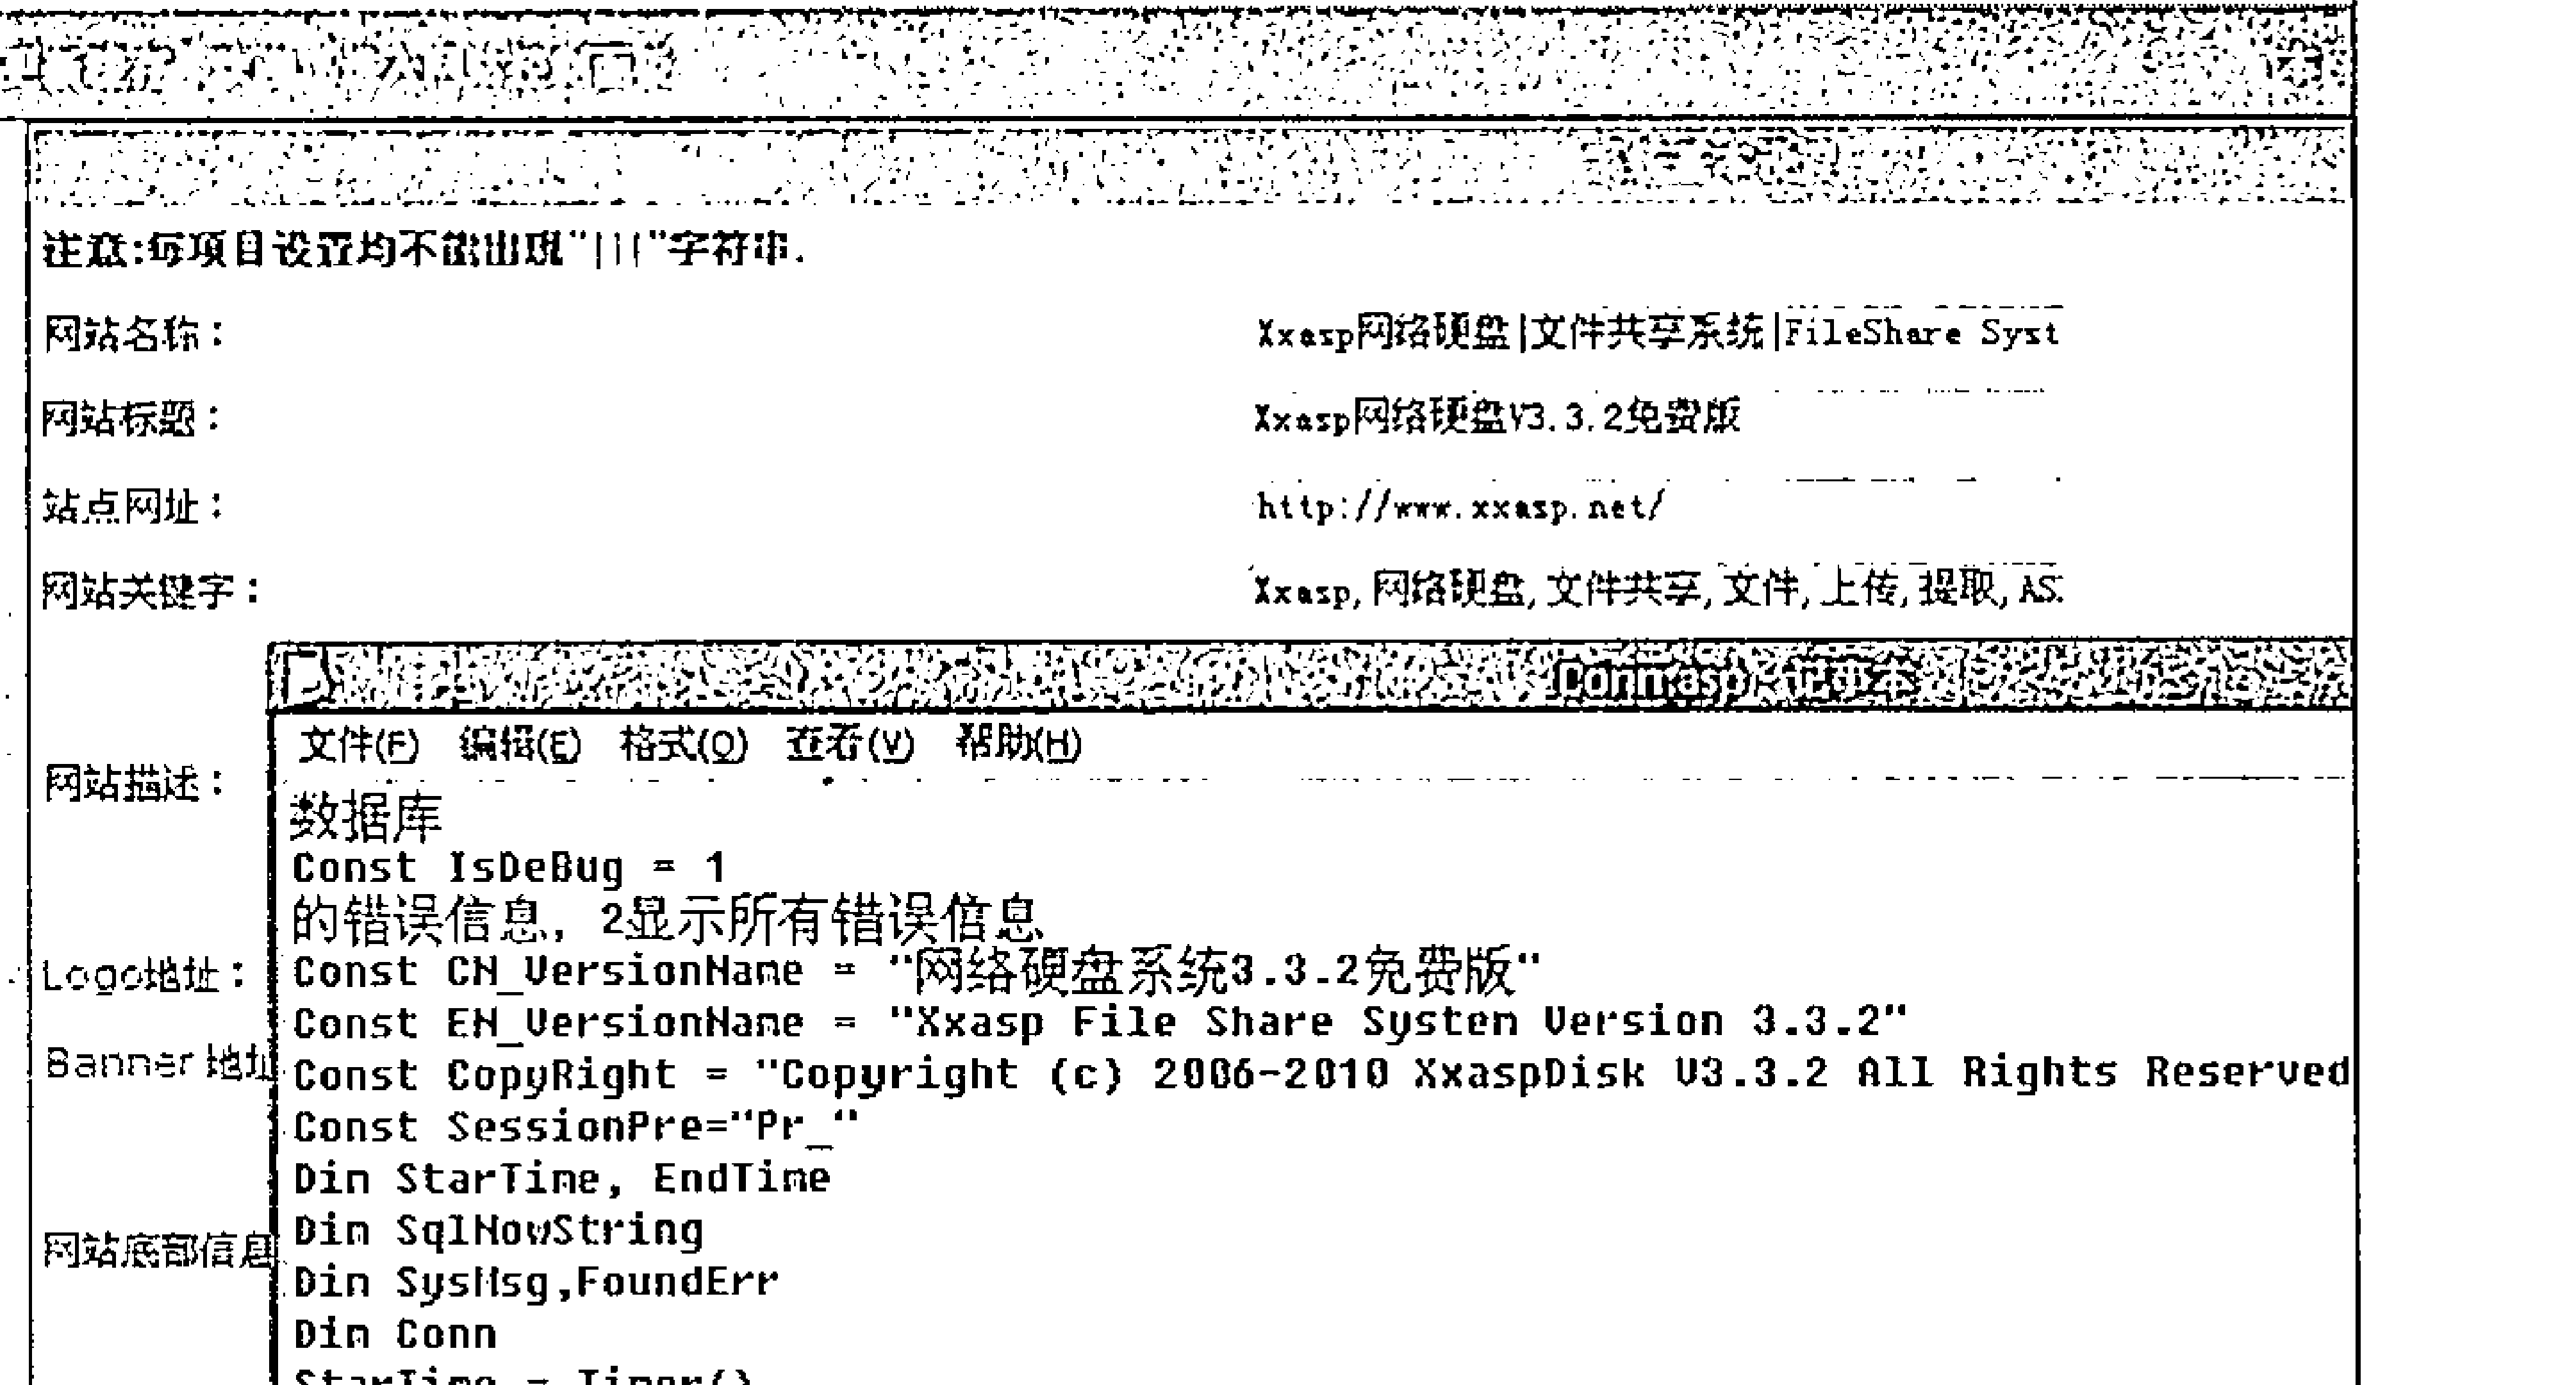 注意:每项目设置均不能出现"|||"字符串.
网站名称： Xxasp网络硬盘|文件共享系统|FileShare Syst
网站标题： Xxasp网络硬盘V3.3.2免费版
站点网址： http://www.xxasp.net/
网站关键字： Xxasp,网络硬盘,文件共享,文件,上传,提取,AS
网站描述：
Logo地址：
Banner 地址
网站底部信息
Conn.asp - 记事本
文件(F) 编辑(E) 格式(O) 查看(V) 帮助(H)
数据库
Const IsDeBug = 1
的错误信息, 2显示所有错误信息
Const CN_VersionName = "网络硬盘系统3.3.2免费版"
Const EN_VersionName = "Xxasp File Share System Version 3.3.2"
Const CopyRight = "Copyright (c) 2006-2010 XxaspDisk V3.3.2 All Rights Reserved
Const SessionPre="Pr_"
Dim StarTime, EndTime
Dim SqlNowString
Dim SysMsg,FoundErr
Dim Conn
StarTime = Timer()